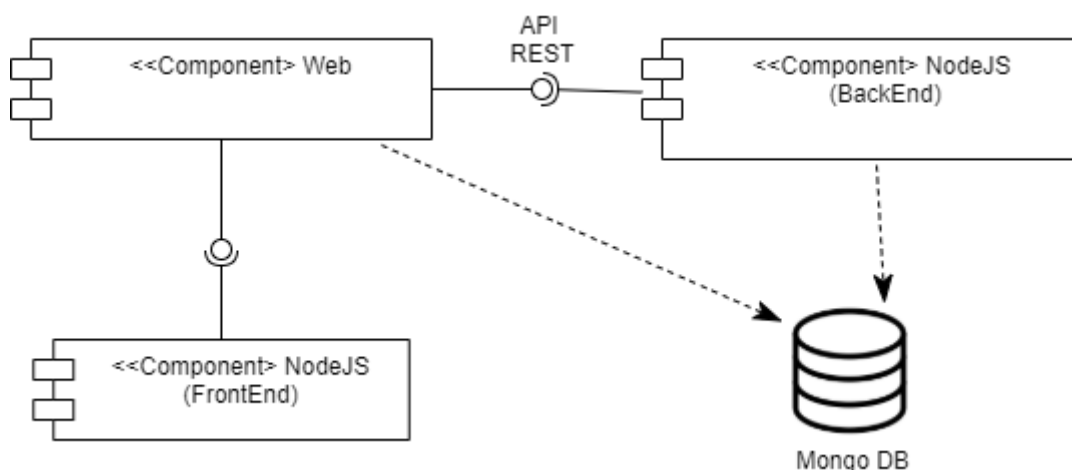 API
REST
<<Component> Web
<<Component> NodeJS
(BackEnd)
<<Component> NodeJS
(FrontEnd)
Mongo DB